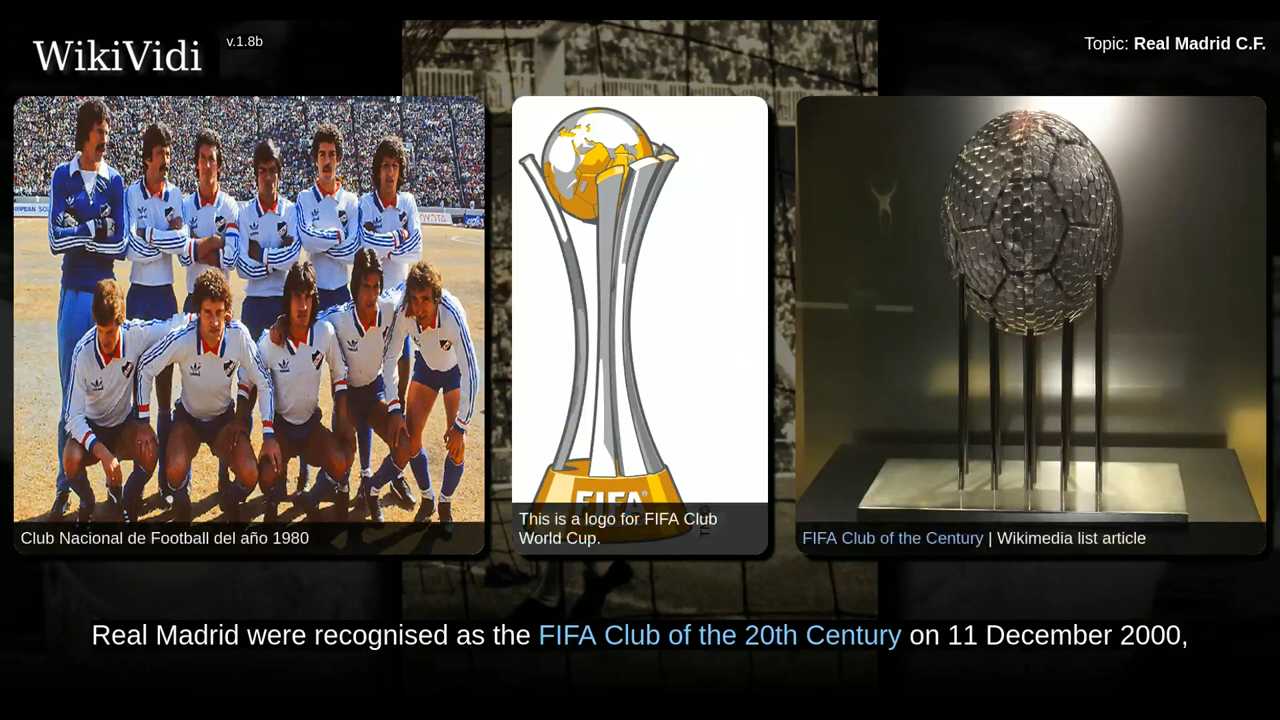 WikiVidi
v.1.8b
Topic: Real Madrid C.F.
TOYOTA
Club Nacional de Football del año 1980
FIFA
This is a logo for FIFA Club
World Cup.
FIFA Club of the Century | Wikimedia list article
Real Madrid were recognised as the FIFA Club of the 20th Century on 11 December 2000,